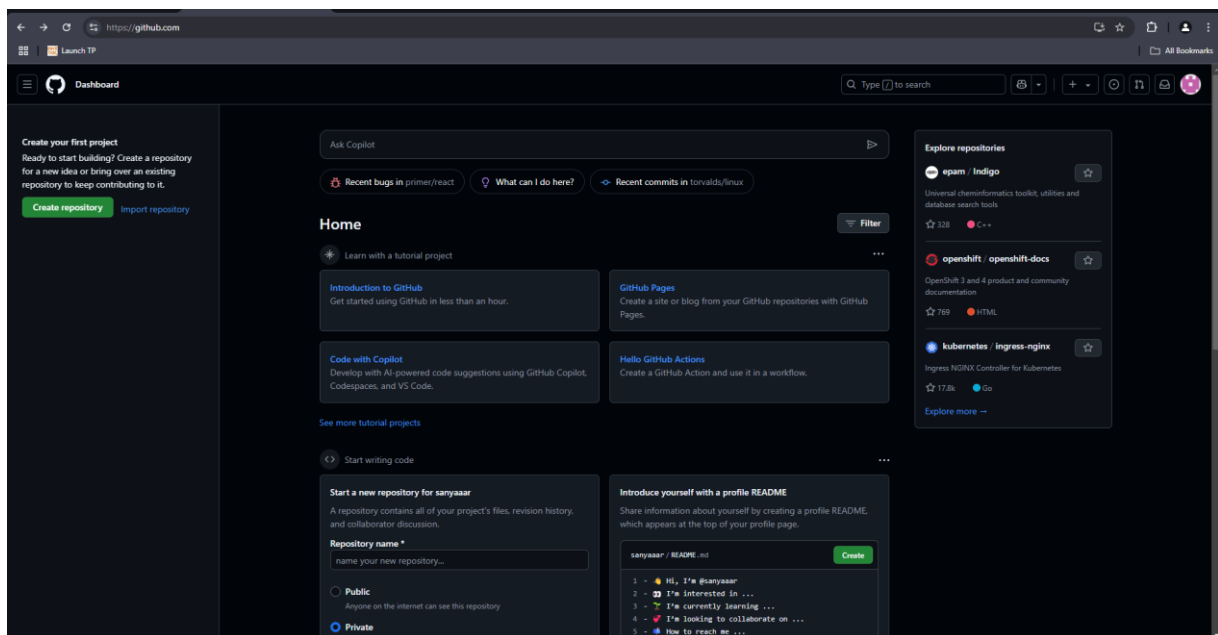 https://github.com
Launch TP
All Bookmarks
Dashboard
Type / to search
Create your first project
Ready to start building? Create a repository
for a new idea or bring over an existing
repository to keep contributing to it.
Create repository
Import repository
Ask Copilot
Recent bugs in primer/react
What can I do here?
Recent commits in torvalds/linux
Home
Filter
Learn with a tutorial project
Introduction to GitHub
Get started using GitHub in less than an hour.
GitHub Pages
Create a site or blog from your GitHub repositories with GitHub
Pages.
Code with Copilot
Develop with AI-powered code suggestions using GitHub Copilot,
Codespaces, and VS Code.
Hello GitHub Actions
Create a GitHub Action and use it in a workflow.
See more tutorial projects
Start writing code
Start a new repository for sanyaaar
A repository contains all of your project's files, revision history,
and collaborator discussion.
Repository name *
name your new repository...
Public
Anyone on the internet can see this repository
Private
Introduce yourself with a profile README
Share information about yourself by creating a profile README,
which appears at the top of your profile page.
sanyaaar / README.md
Create
1 - 👋 Hi, I'm @sanyaaar
2 - 👀 I'm interested in ...
3 - 🌱 I'm currently learning ...
4 - 💞️ I'm looking to collaborate on ...
5 - 📫 How to reach me ...
Explore repositories
epam / Indigo
Universal cheminformatics toolkit, utilities and
database search tools
328
C++
openshift / openshift-docs
OpenShift 3 and 4 product and community
documentation
769
HTML
kubernetes / ingress-nginx
Ingress NGINX Controller for Kubernetes
17.8k
Go
Explore more →